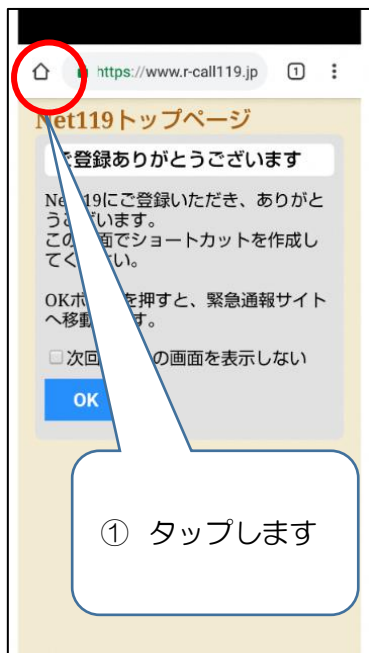 https://www.r-call119.jp 1
Net119トップページ
ご登録ありがとうございます
Net119にご登録いただき、ありがと
うございます。
この画面でショートカットを作成し
てください。
OKボタンを押すと、緊急通報サイト
へ移動します。
次回の画面を表示しない
OK
① タップします